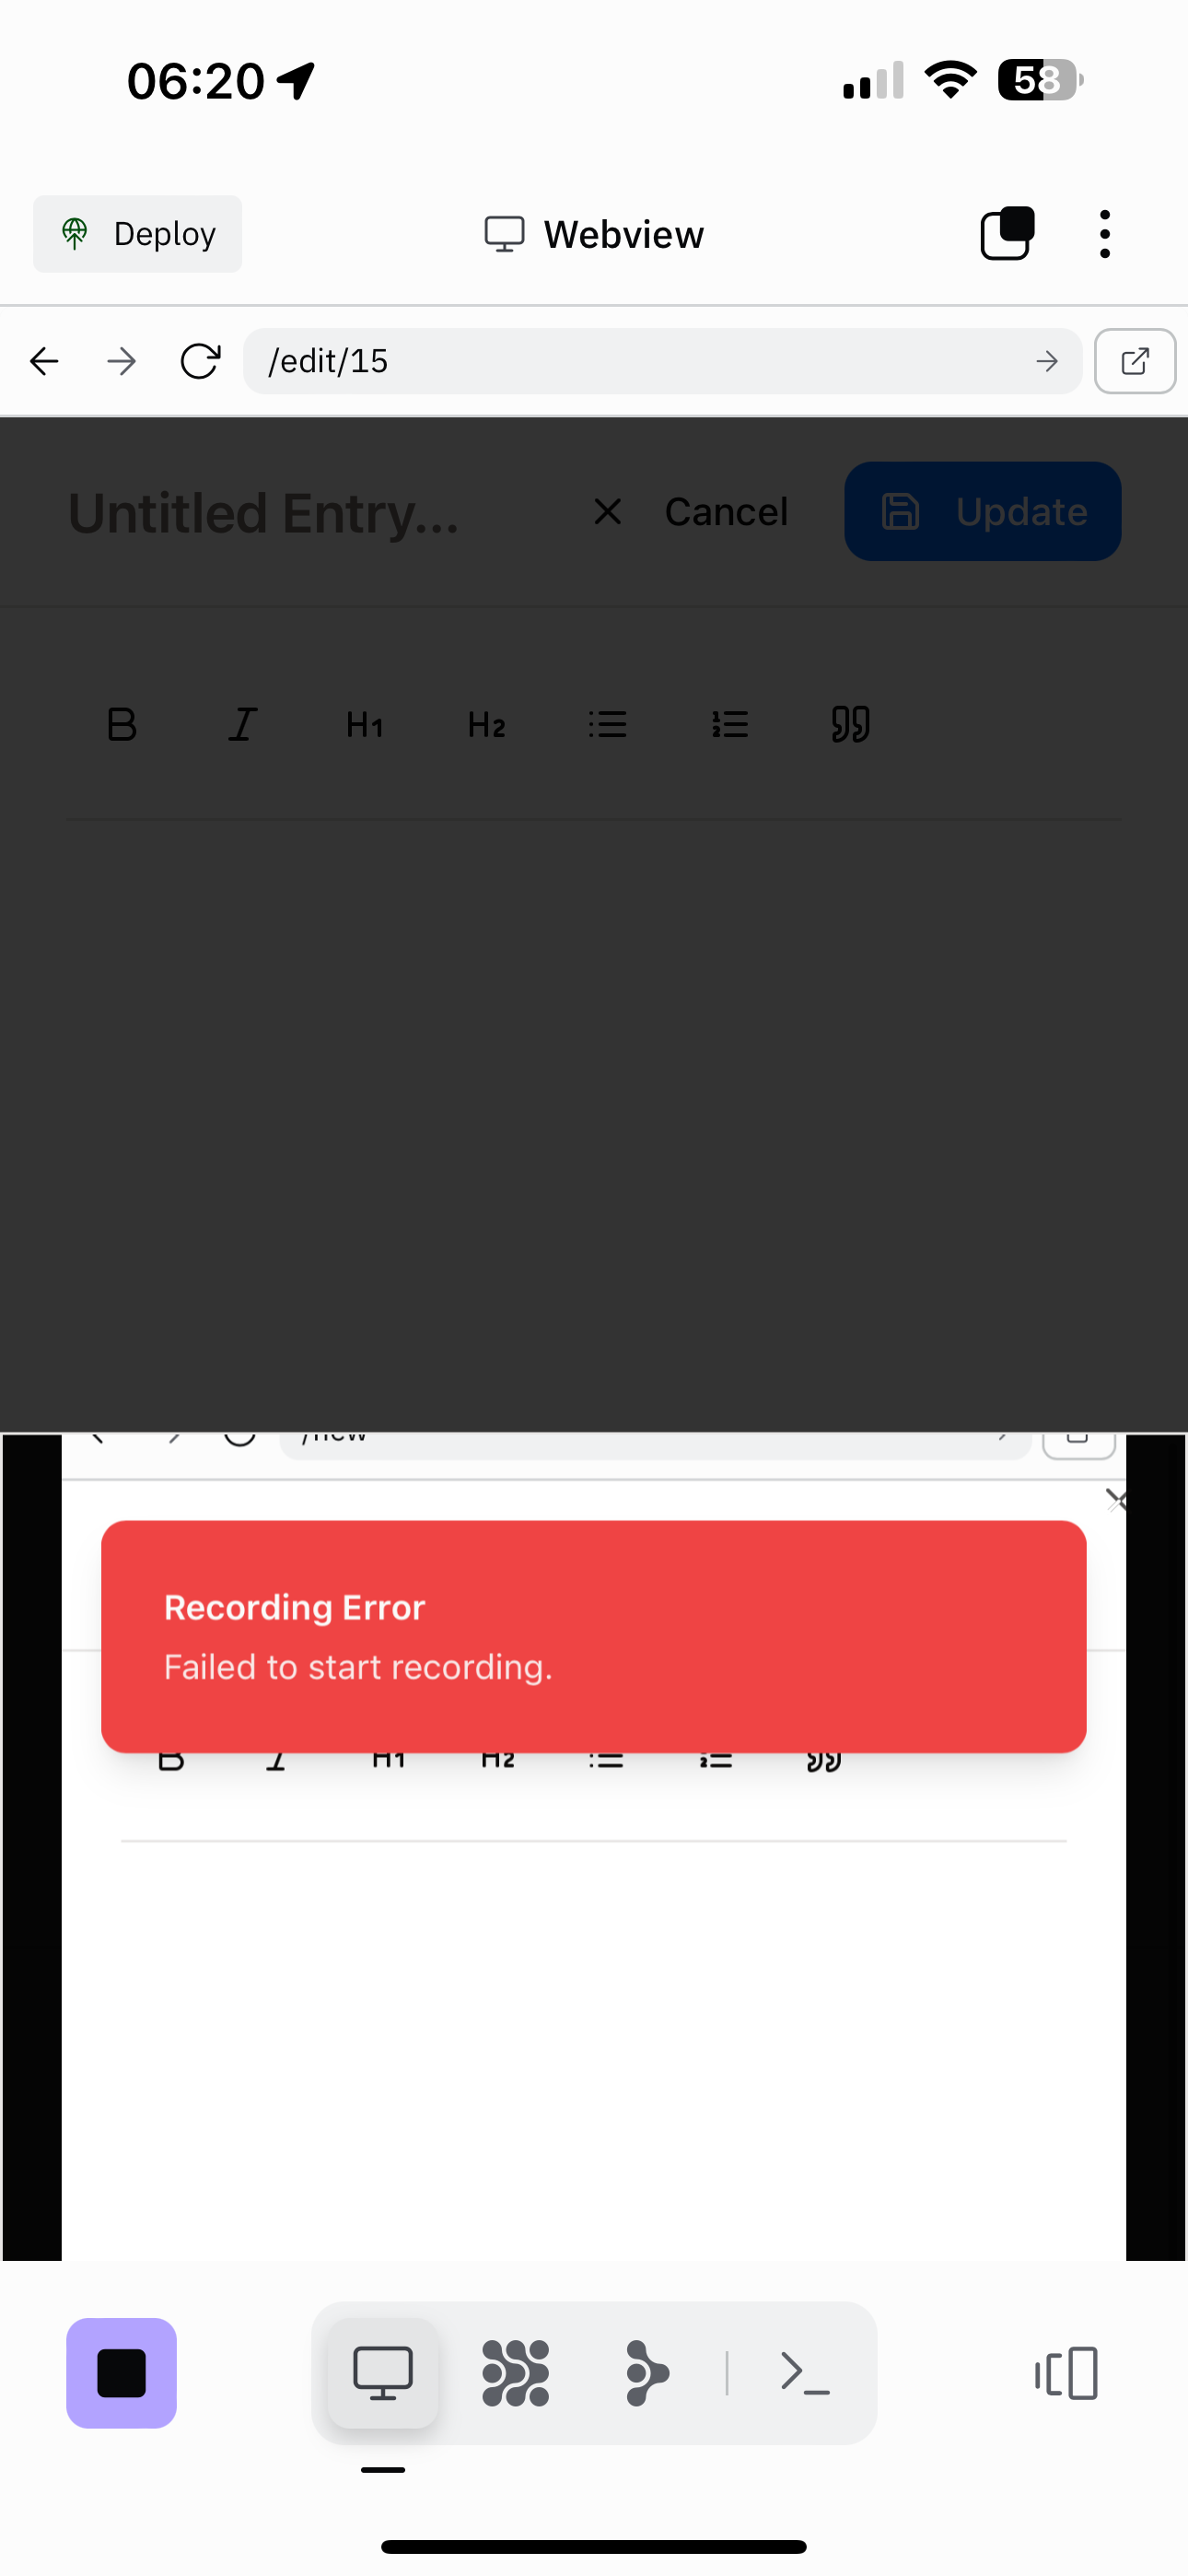 06:20
58
Deploy
Webview
/edit/15
Untitled Entry...
Cancel
Update
B I H1 H2
/new
Recording Error
Failed to start recording.
B I H1 H2